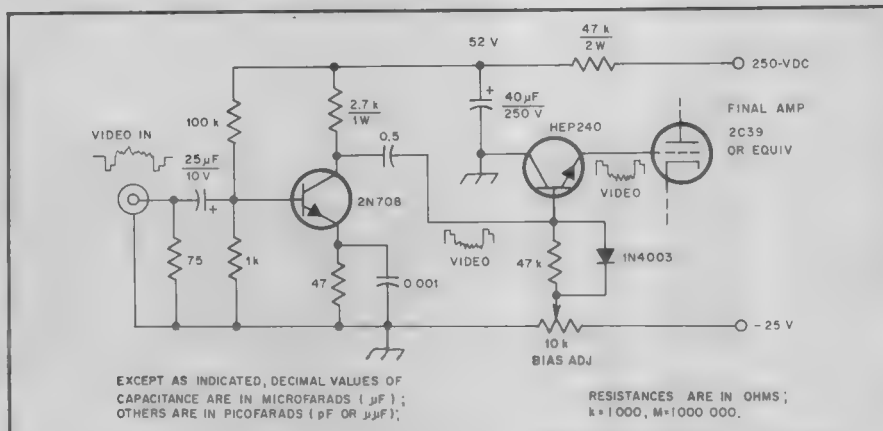 47 k
2W
52 V
250-VDC
100 k
2.7 k
1W
40 µF
250 V
HEP240
FINAL AMP
2C39
OR EQUIV
VIDEO IN
25 µF
10 V
0.5
2N708
VIDEO
VIDEO
75
1k
47
0.001
47 k
1N4003
10 k
BIAS ADJ
- 25 V
EXCEPT AS INDICATED, DECIMAL VALUES OF
CAPACITANCE ARE IN MICROFARADS ( µF ) ;
OTHERS ARE IN PICOFARADS ( pF OR µµF) ;
RESISTANCES ARE IN OHMS ;
k = 1000, M=1000 000.
+
+